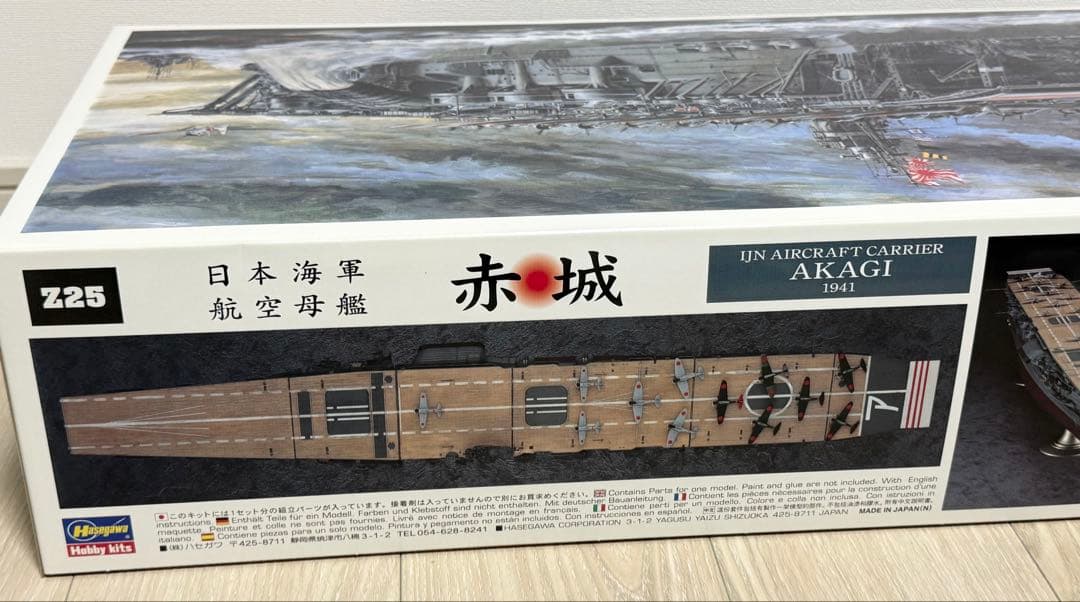 Z25
日本海軍
航空母艦
赤城
IJN AIRCRAFT CARRIER
AKAGI
1941
ア
このキットには1セット分の組立パーツが入っています。接着剤は入っていませんので別にお買求めください。 Contains Parts for one model. Paint and glue are not included. With English
instructions. Enthält Teile für ein Modell. Farben und Klebstoff sind nicht enthalten. Mit deutscher Bauanleitung. Contient les pièces nécessaires pour la construction d'une
maquette. Peinture et colle ne sont pas fournies. Livré avec notice de montage en français. Contiene perti per un modello. Colore e colla non inclusa. Con istruzioni in
italiano. Contiene piezas para un solo modelo. Pintura y pegamento no están incluidos. Con instrucciones en español.
■(株)ハセガワ 〒425-8711 静岡県焼津市八楠3-1-2 TEL054-628-8241 ■HASEGAWA CORPORATION 3-1-2 YAGUSU YAIZU SHIZUOKA 425-8711 JAPAN
MADE IN JAPAN(N)
Hasegawa
Hobby kits